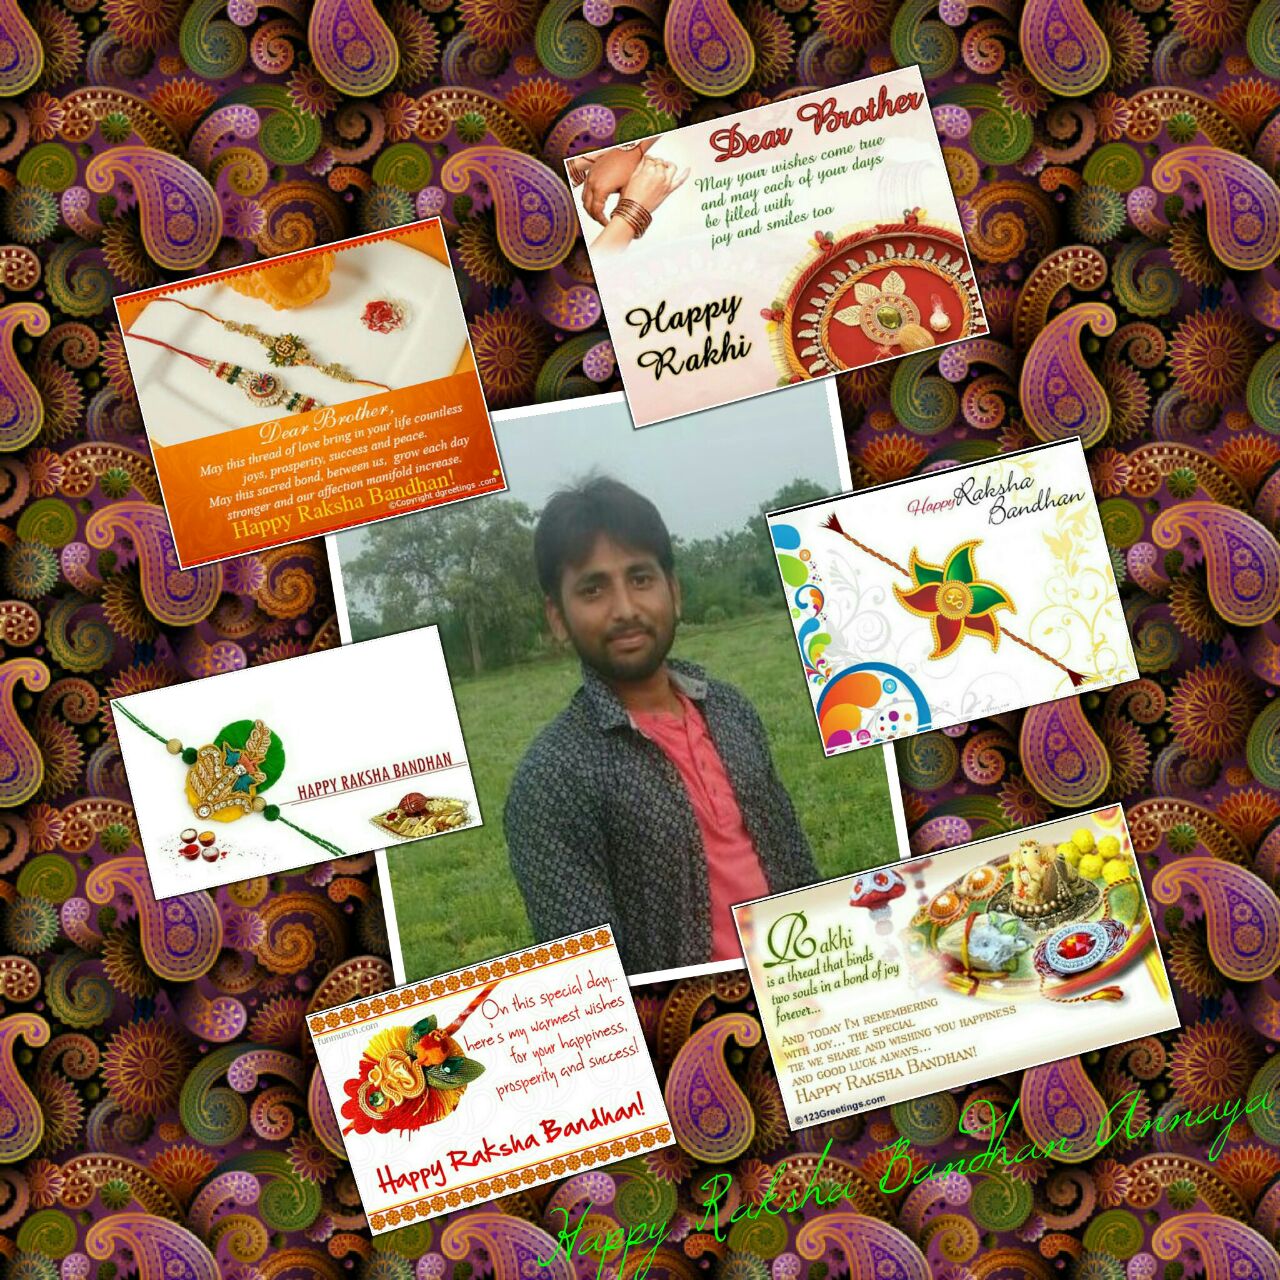 Dear Brother
May your wishes come true
and may each of your days
be filled with
joy and smiles too
Happy
Rakhi
Dear Brother,
May this thread of love bring in your life countless
joys, prosperity, success and peace.
May this sacred bond, between us, grow each day
stronger and our affection manifold increase.
Happy Raksha Bandhan!
©Copyright dgreetings .com
Happy Raksha
Bandhan
HAPPY RAKSHA BANDHAN
Rakhi
is a thread that binds
two souls in a bond of joy
forever...
AND TODAY I'M REMEMBERING
WITH JOY... THE SPECIAL
TIE WE SHARE AND WISHING YOU HAPPINESS
AND GOOD LUCK ALWAYS...
HAPPY RAKSHA BANDHAN!
©123Greetings.com
funmunch.com
On this special day..
here's my warmest wishes
for your happiness,
prosperity and success!
Happy Raksha Bandhan!
Happy Raksha Bandhan Annaya